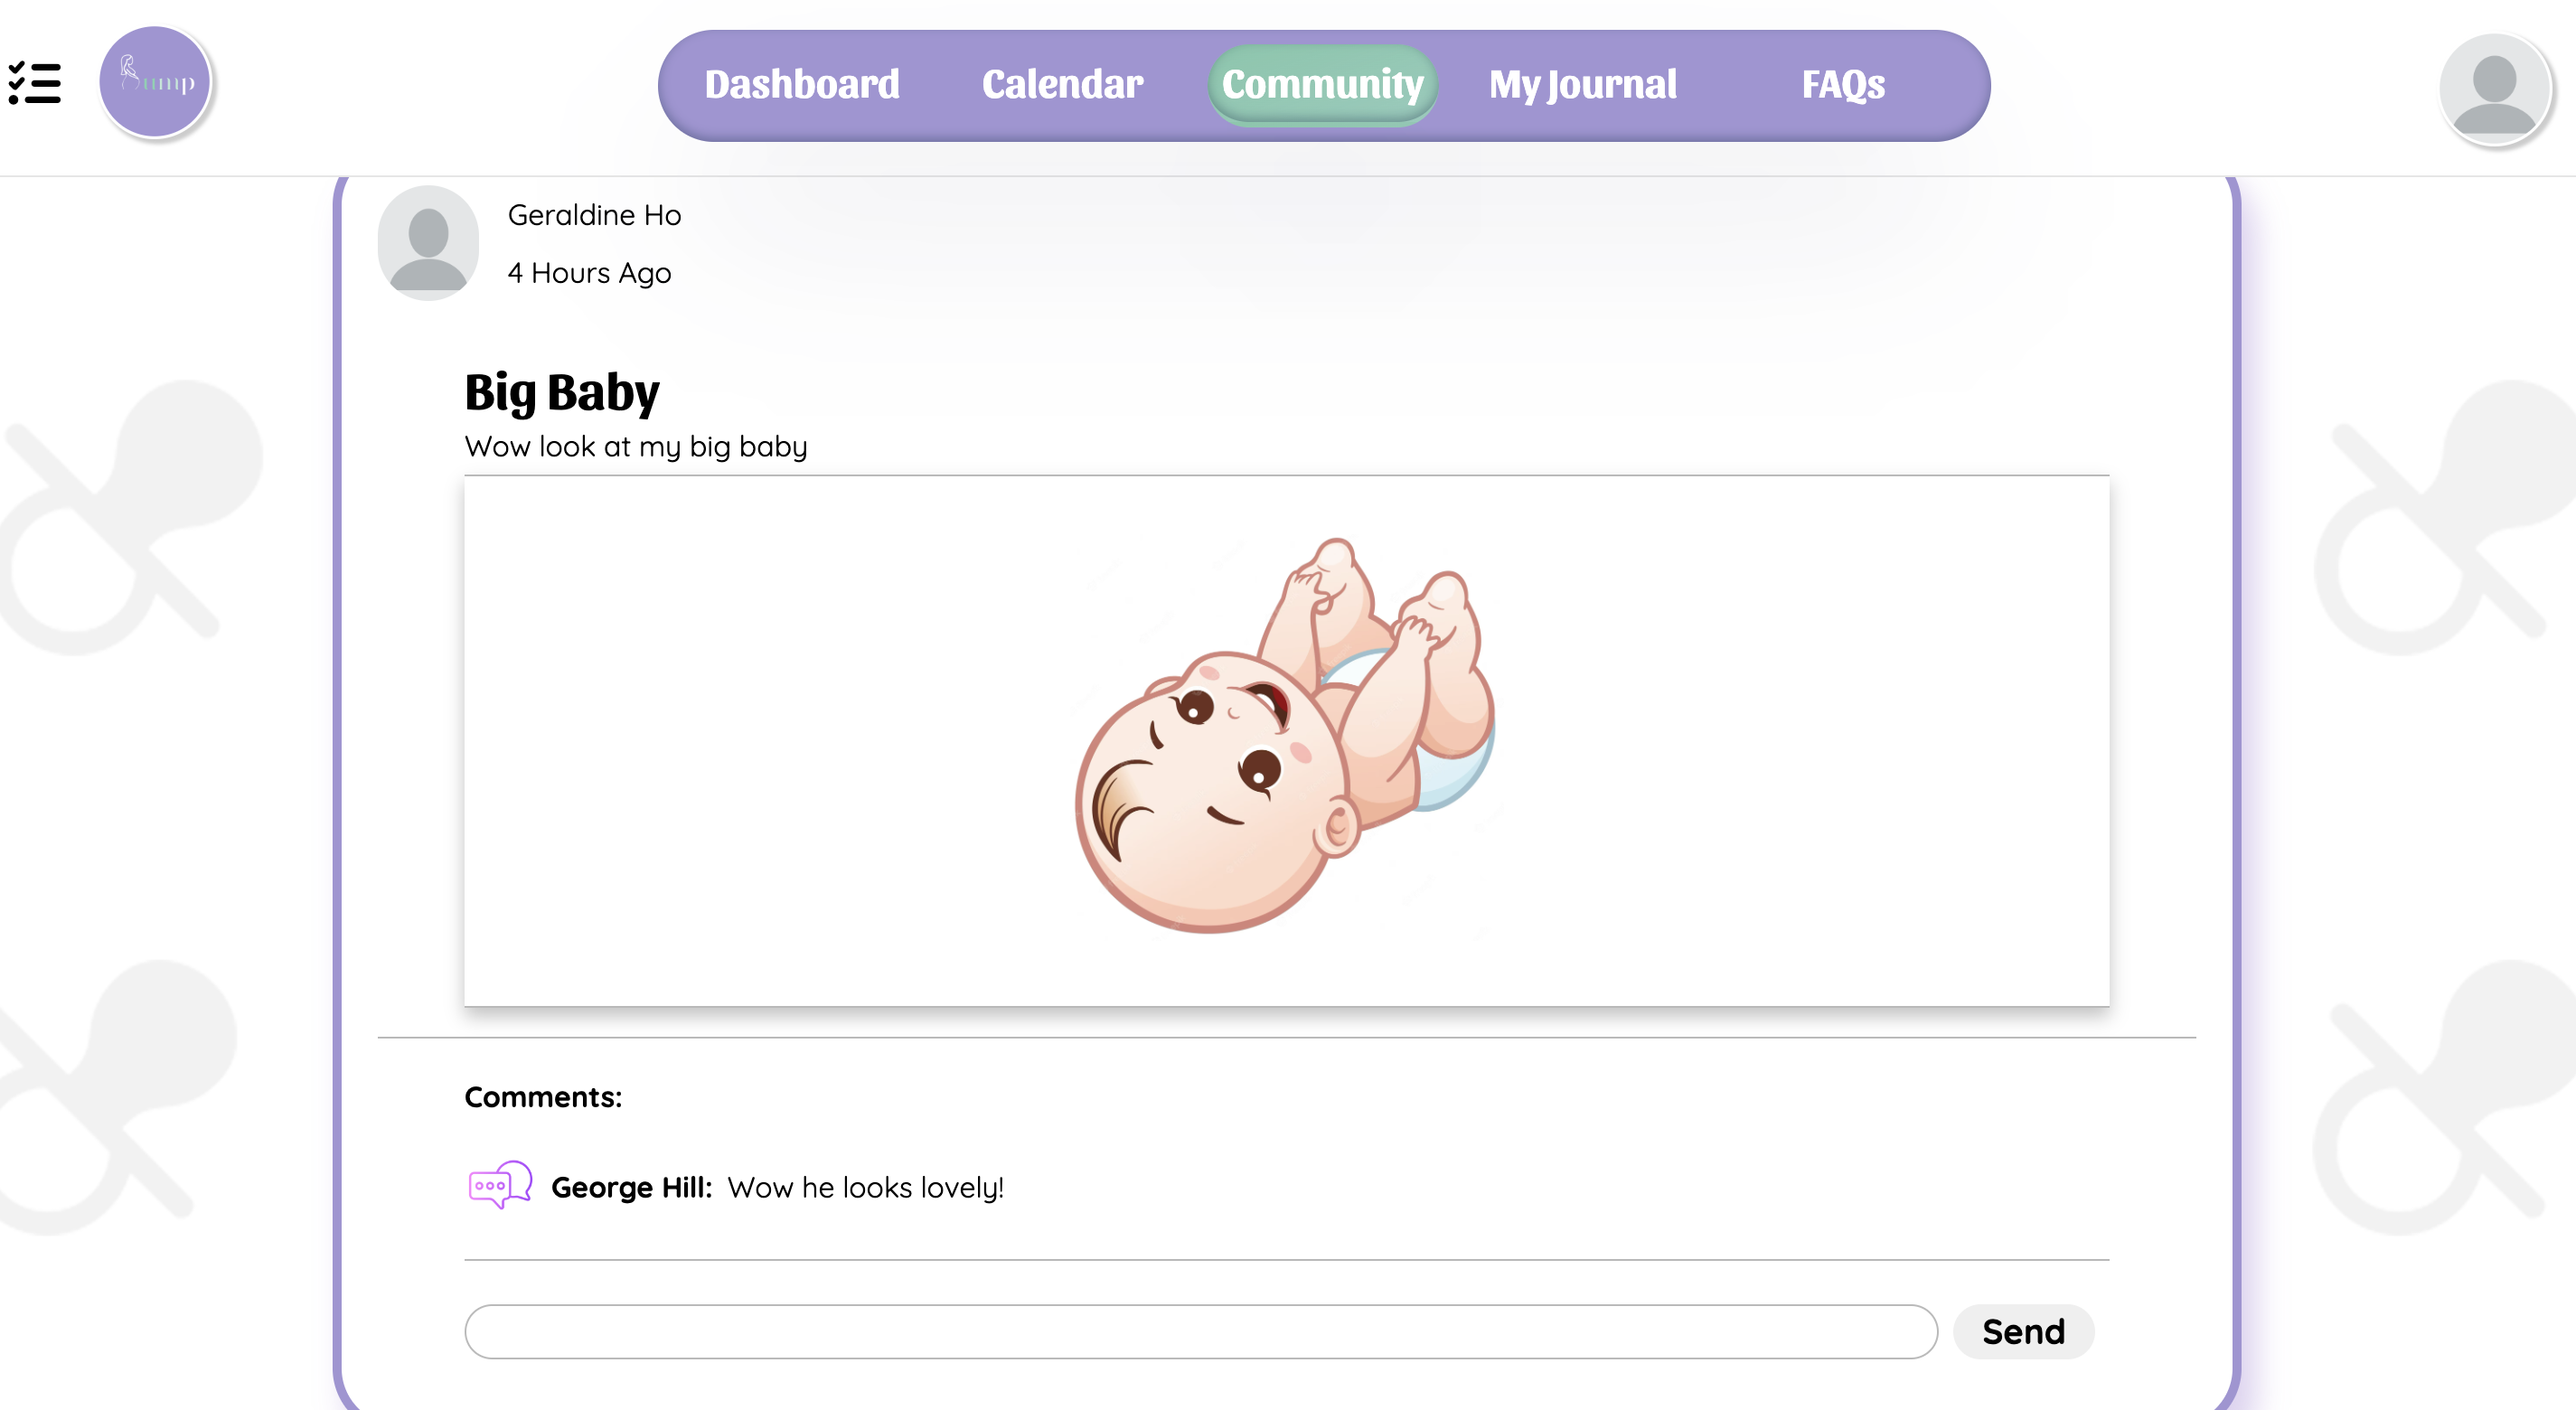 Bump
Dashboard
Calendar
Community
My Journal
FAQs
Geraldine Ho
4 Hours Ago
Big Baby
Wow look at my big baby
Comments:
George Hill: Wow he looks lovely!
Send